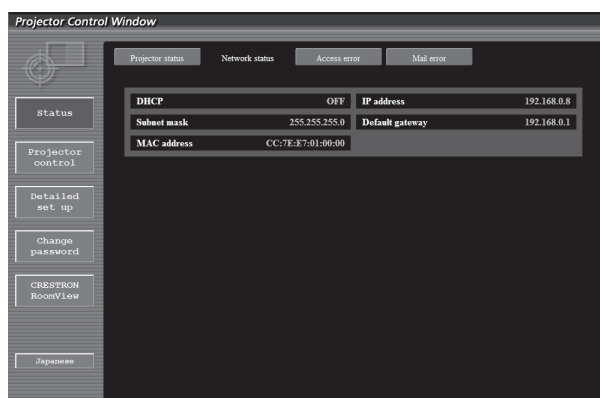 Projector Control Window
Projector status Network status Access error Mail error
Status
Projector
control
Detailed
set up
Change
password
CRESTRON
RoomView
Japanese
DHCP OFF IP address 192.168.0.8
Subnet mask 255.255.255.0 Default gateway 192.168.0.1
MAC address CC:7E:E7:01:00:00